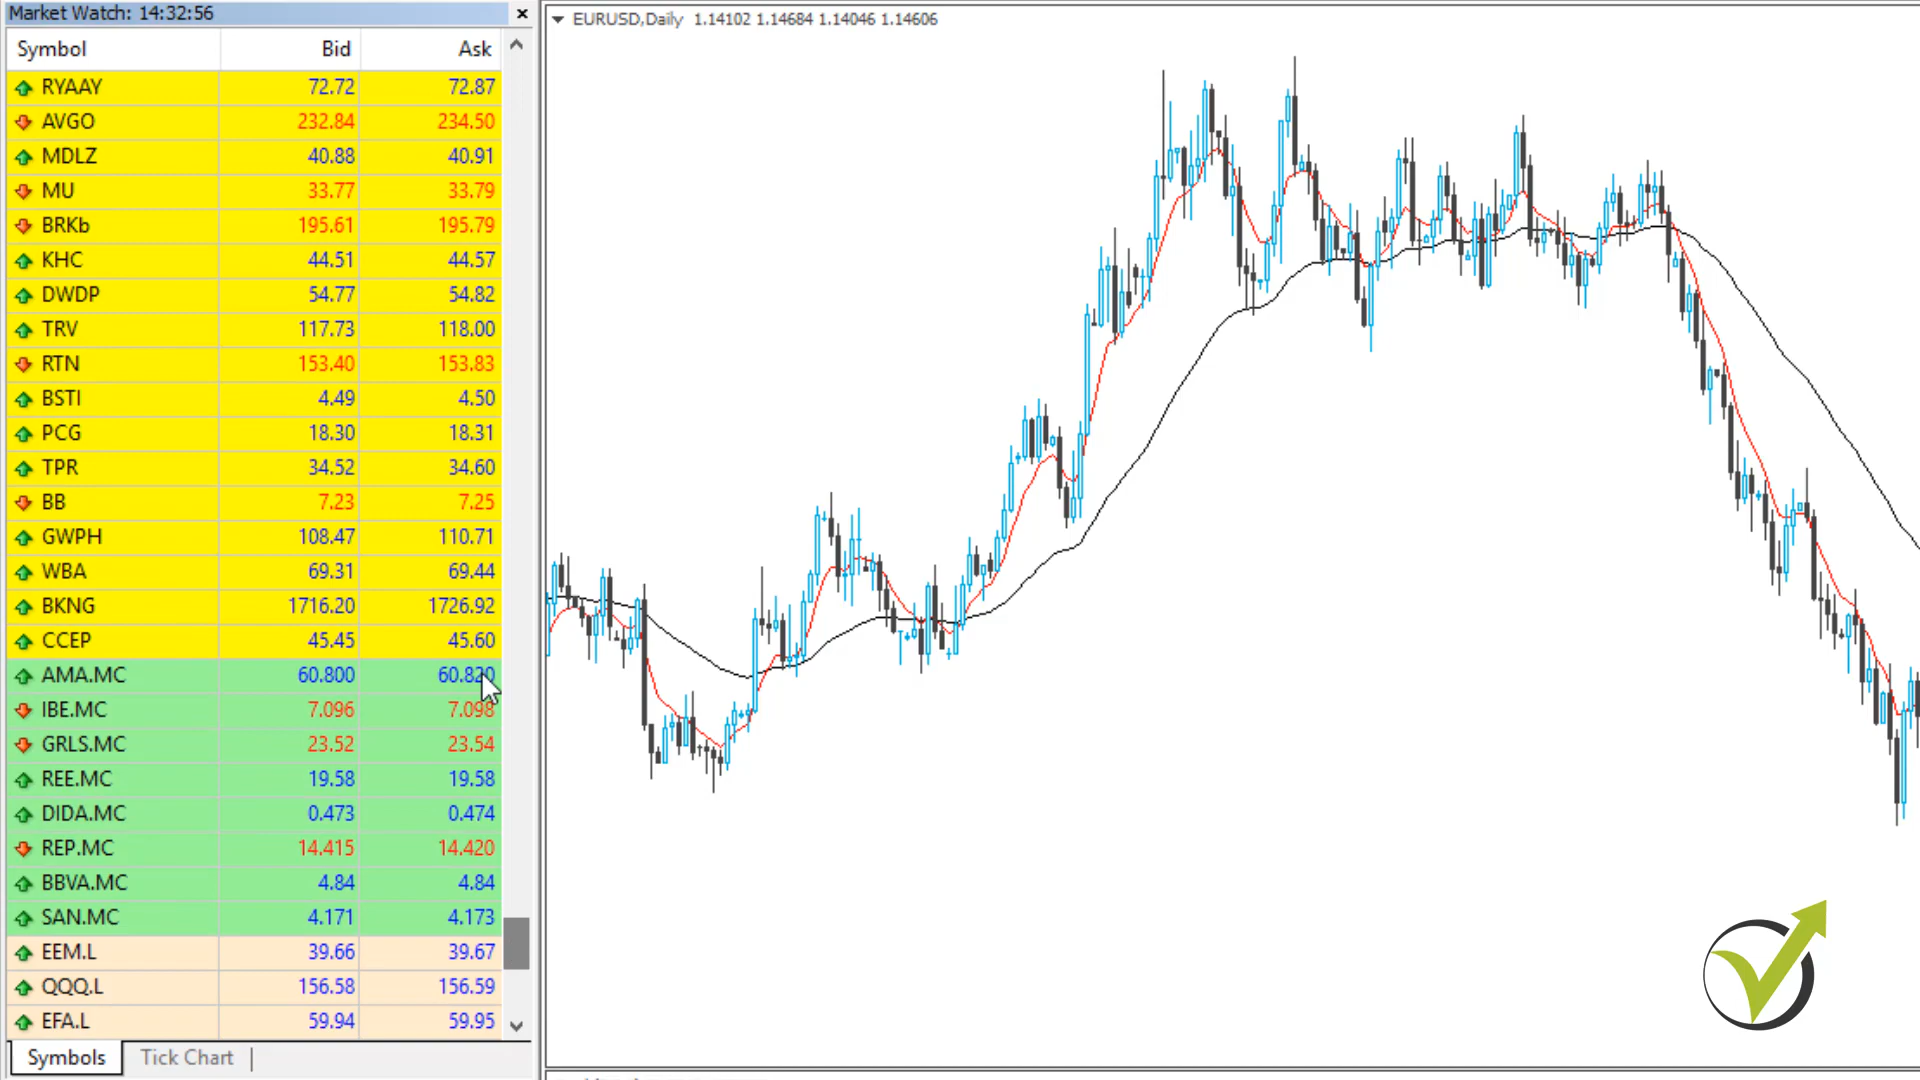 Market Watch: 14:32:56
EURUSD,Daily 1.14102 1.14684 1.14046 1.14606
Symbol Bid Ask
RYAAY 72.72 72.87
AVGO 232.84 234.50
MDLZ 40.88 40.91
MU 33.77 33.79
BRKb 195.61 195.79
KHC 44.51 44.57
DWDP 54.77 54.82
TRV 117.73 118.00
RTN 153.40 153.83
BSTI 4.49 4.50
PCG 18.30 18.31
TPR 34.52 34.60
BB 7.23 7.25
GWPH 108.47 110.71
WBA 69.31 69.44
BKNG 1716.20 1726.92
CCEP 45.45 45.60
AMA.MC 60.800 60.820
IBE.MC 7.096 7.098
GRLS.MC 23.52 23.54
REE.MC 19.58 19.58
DIDA.MC 0.473 0.474
REP.MC 14.415 14.420
BBVA.MC 4.84 4.84
SAN.MC 4.171 4.173
EEM.L 39.66 39.67
QQQ.L 156.58 156.59
EFA.L 59.94 59.95
Symbols Tick Chart